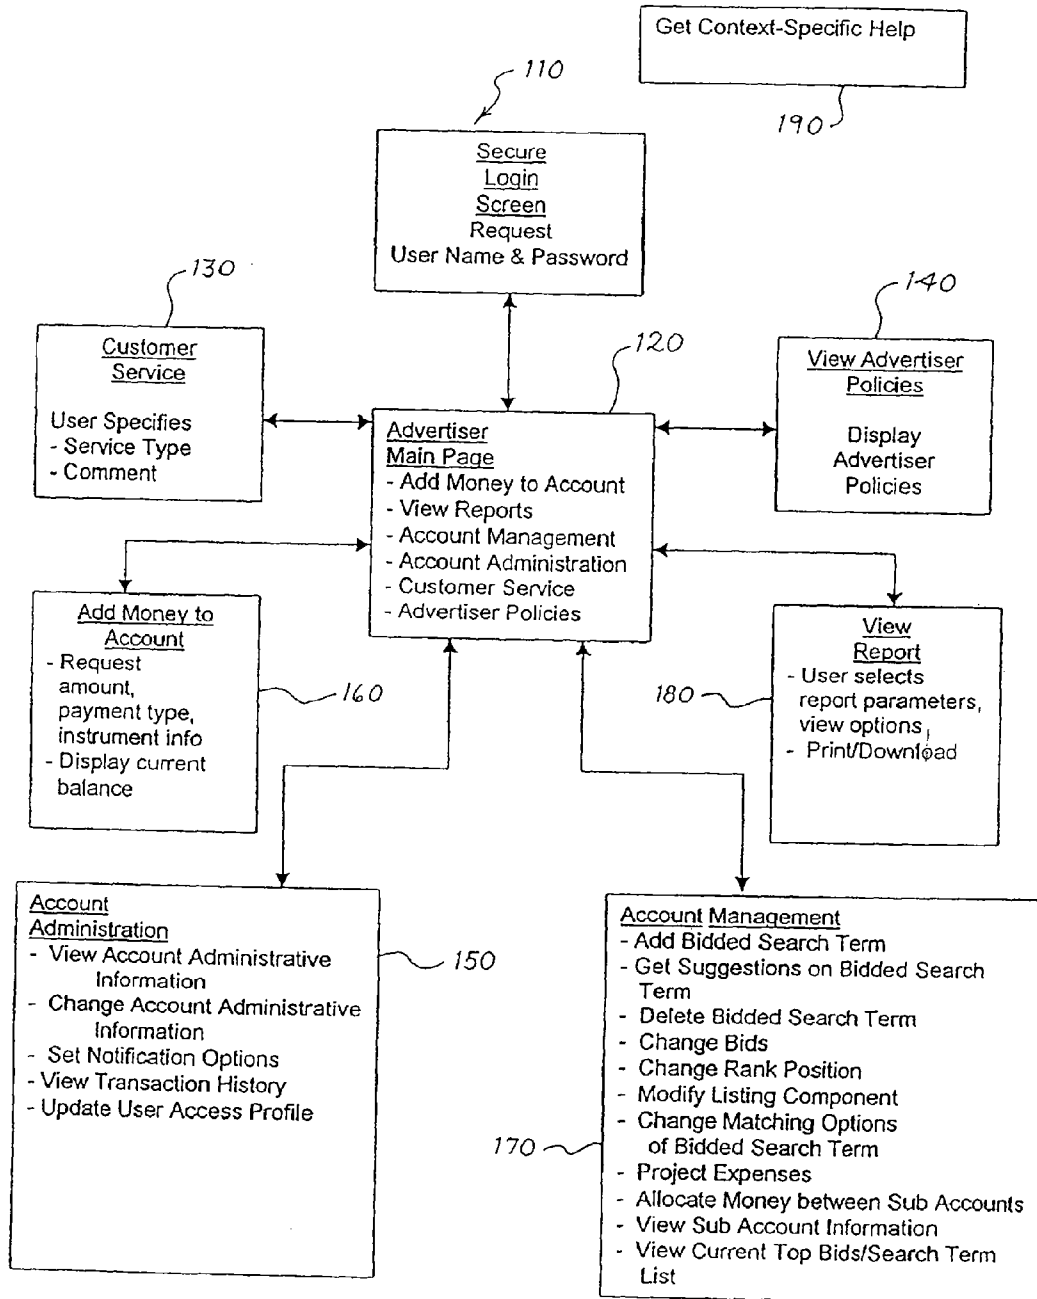 Get Context-Specific Help
190
110
Secure
Login
Screen
Request
User Name & Password
130
Customer
Service
User Specifies
- Service Type
- Comment
140
View Advertiser
Policies
Display
Advertiser
Policies
120
Advertiser
Main Page
- Add Money to Account
- View Reports
- Account Management
- Account Administration
- Customer Service
- Advertiser Policies
Add Money to
Account
- Request
amount,
payment type,
instrument info
- Display current
balance
160
View
Report
- User selects
report parameters,
view options,
- Print/Download
180
Account
Administration
- View Account Administrative
Information
- Change Account Administrative
Information
- Set Notification Options
- View Transaction History
- Update User Access Profile
150
Account Management
- Add Bidded Search Term
- Get Suggestions on Bidded Search
Term
- Delete Bidded Search Term
- Change Bids
- Change Rank Position
- Modify Listing Component
- Change Matching Options
of Bidded Search Term
- Project Expenses
- Allocate Money between Sub Accounts
- View Sub Account Information
- View Current Top Bids/Search Term
List
170